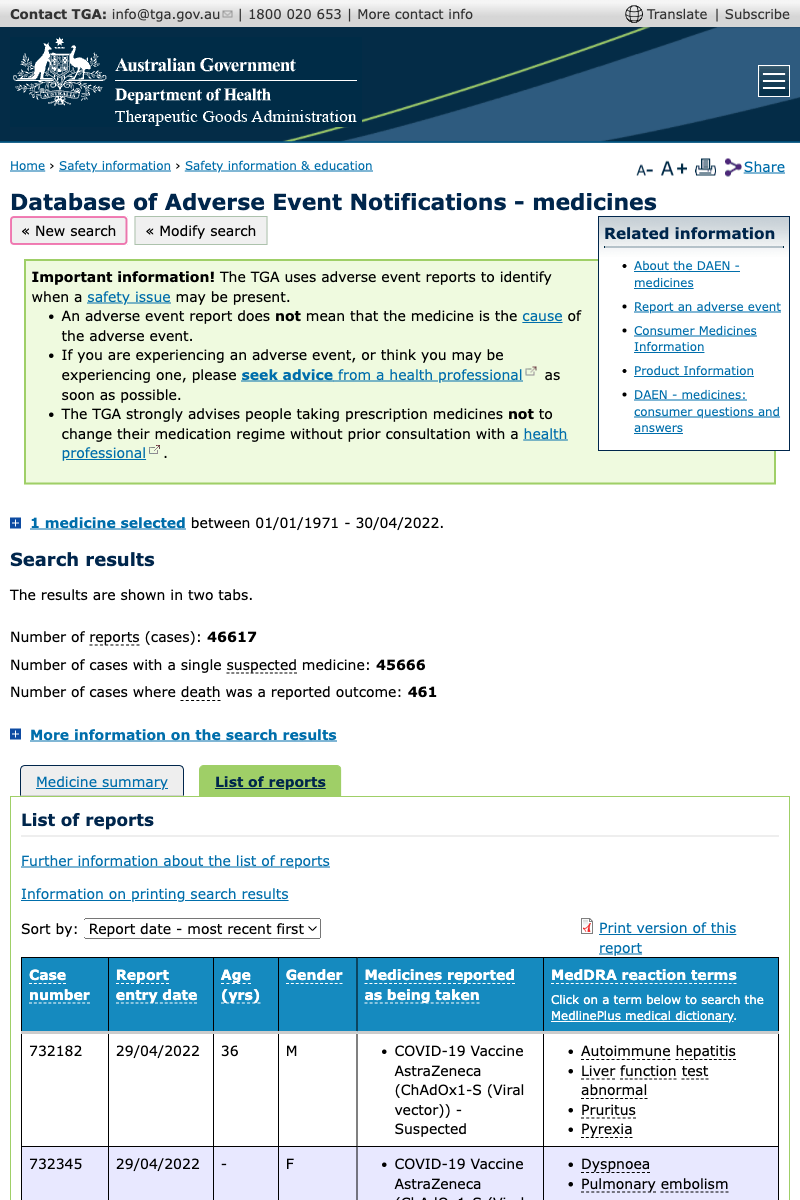 Contact TGA: info@tga.gov.au | 1800 020 653 | More contact info
Translate | Subscribe
Australian Government
Department of Health
Therapeutic Goods Administration
Home › Safety information › Safety information & education
A- A+ Share
Database of Adverse Event Notifications - medicines
« New search
« Modify search
Important information! The TGA uses adverse event reports to identify
when a safety issue may be present.
• An adverse event report does not mean that the medicine is the cause of
the adverse event.
• If you are experiencing an adverse event, or think you may be
experiencing one, please seek advice from a health professional as
soon as possible.
• The TGA strongly advises people taking prescription medicines not to
change their medication regime without prior consultation with a health
professional.
Related information
• About the DAEN -
medicines
• Report an adverse event
• Consumer Medicines
Information
• Product Information
• DAEN - medicines:
consumer questions and
answers
1 medicine selected between 01/01/1971 - 30/04/2022.
Search results
The results are shown in two tabs.
Number of reports (cases): 46617
Number of cases with a single suspected medicine: 45666
Number of cases where death was a reported outcome: 461
More information on the search results
Medicine summary
List of reports
List of reports
Further information about the list of reports
Information on printing search results
Sort by: Report date - most recent first
Print version of this
report
Case
number
Report
entry date
Age
(yrs)
Gender
Medicines reported
as being taken
MedDRA reaction terms
Click on a term below to search the
MedlinePlus medical dictionary.
732182
29/04/2022
36
M
• COVID-19 Vaccine
AstraZeneca
(ChAdOx1-S (Viral
vector)) -
Suspected
• Autoimmune hepatitis
• Liver function test
abnormal
• Pruritus
• Pyrexia
732345
29/04/2022
-
F
• COVID-19 Vaccine
AstraZeneca
(ChAdOx1-S (Viral
• Dyspnoea
• Pulmonary embolism